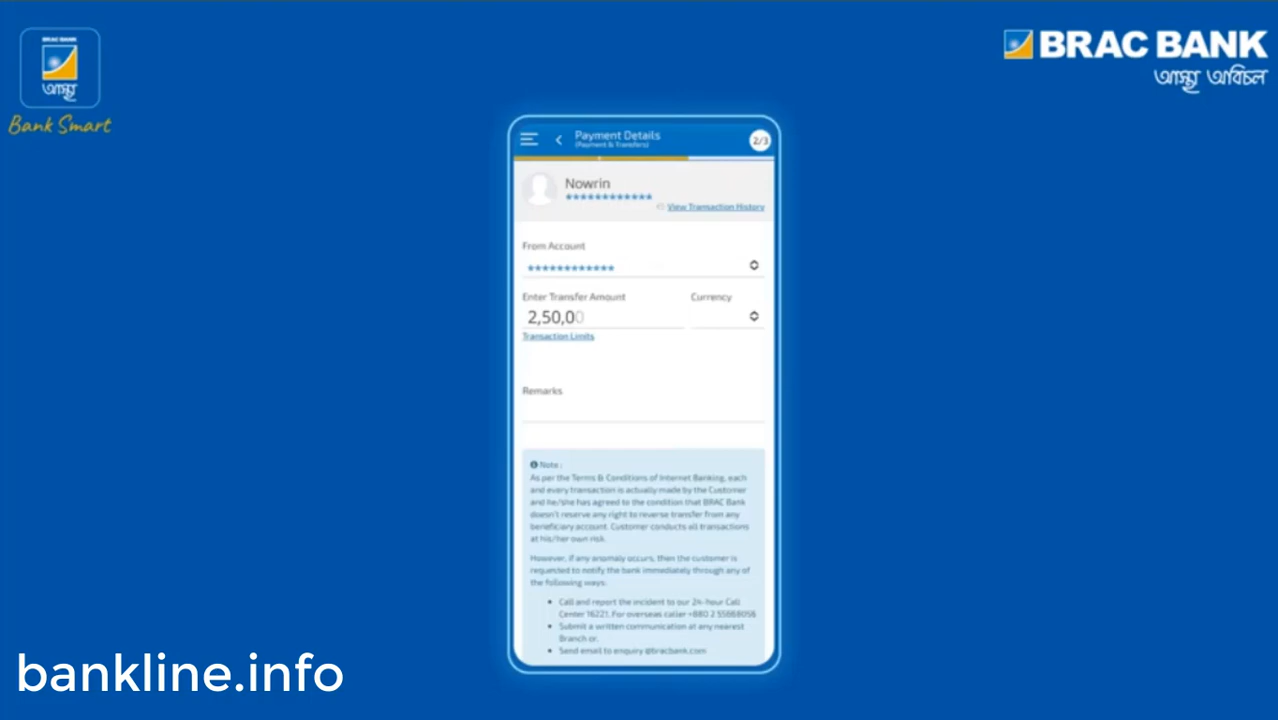 BRAC BANK
আস্থা
Bank Smart
BRAC BANK
আস্থা অবিচল
Payment Details
(Payment & Transfers)
2/3
Nowrin
************
View Transaction History
From Account
************
Enter Transfer Amount
Currency
2,50,00
Transaction Limits
Remarks
Note :
As per the Terms & Conditions of Internet Banking, each
and every transaction is actually made by the Customer
and he/she has agreed to the condition that BRAC Bank
doesn't reserve any right to reverse transfer from any
beneficiary account. Customer conducts all transactions
at his/her own risk.
However, if any anomaly occurs, then the customer is
requested to notify the bank immediately through any of
the following ways:
• Call and report the incident to our 24-hour Call
Center 16221. For overseas caller +880 2 55668056
• Submit a written communication at any nearest
Branch or.
• Send email to enquiry @bracbank.com
bankline.info